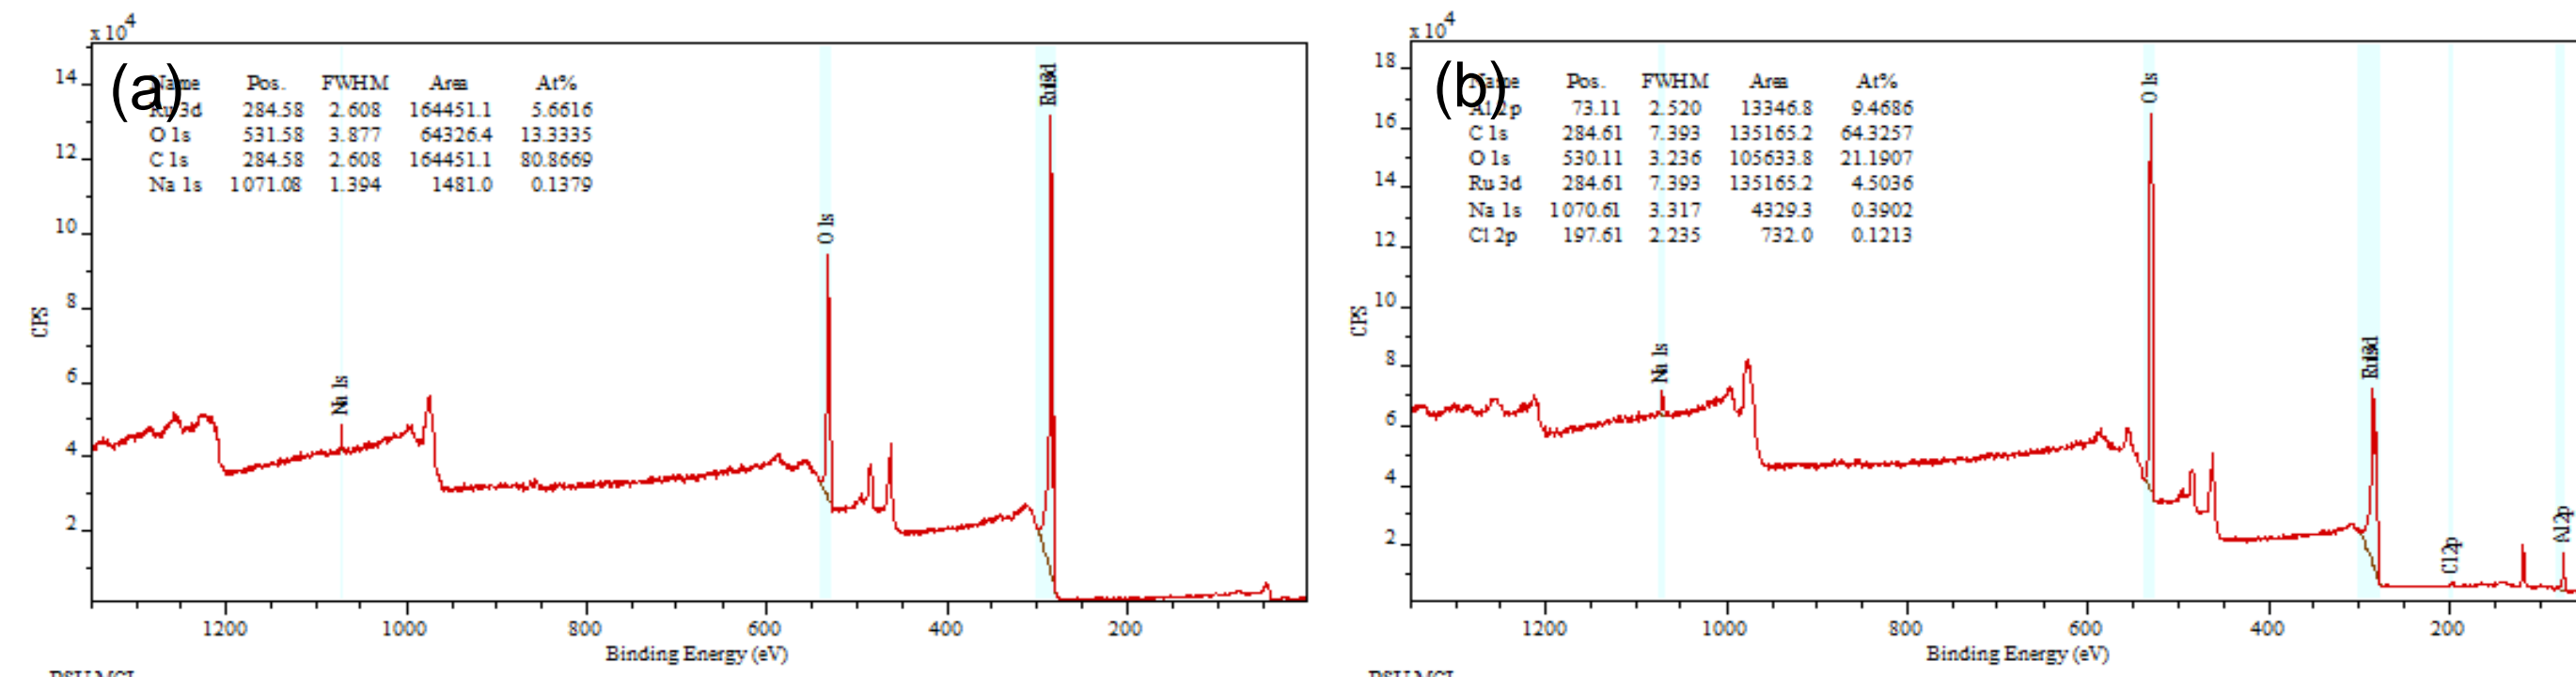 x 10^4
(a)
Name Pos. FWHM Area At%
Ru 3d 284.58 2.608 164451.1 5.6616
O 1s 531.58 3.877 64326.4 13.3335
C 1s 284.58 2.608 164451.1 80.8669
Na 1s 1071.08 1.394 1481.0 0.1379
14
12
10
8
6
4
2
CPS
Na 1s
O 1s
1200 1000 800 600 400 200
Binding Energy (eV)
x 10^4
(b)
Name Pos. FWHM Area At%
Al 2p 73.11 2.520 13346.8 9.4686
C 1s 284.61 7.393 135165.2 64.3257
O 1s 530.11 3.236 105633.8 21.1907
Ru 3d 284.61 7.393 135165.2 4.5036
Na 1s 1070.61 3.317 4329.3 0.3902
Cl 2p 197.61 2.235 732.0 0.1213
18
16
14
12
10
8
6
4
2
CPS
Na 1s
O 1s
Cl 2p
Al 2p
1200 1000 800 600 400 200
Binding Energy (eV)